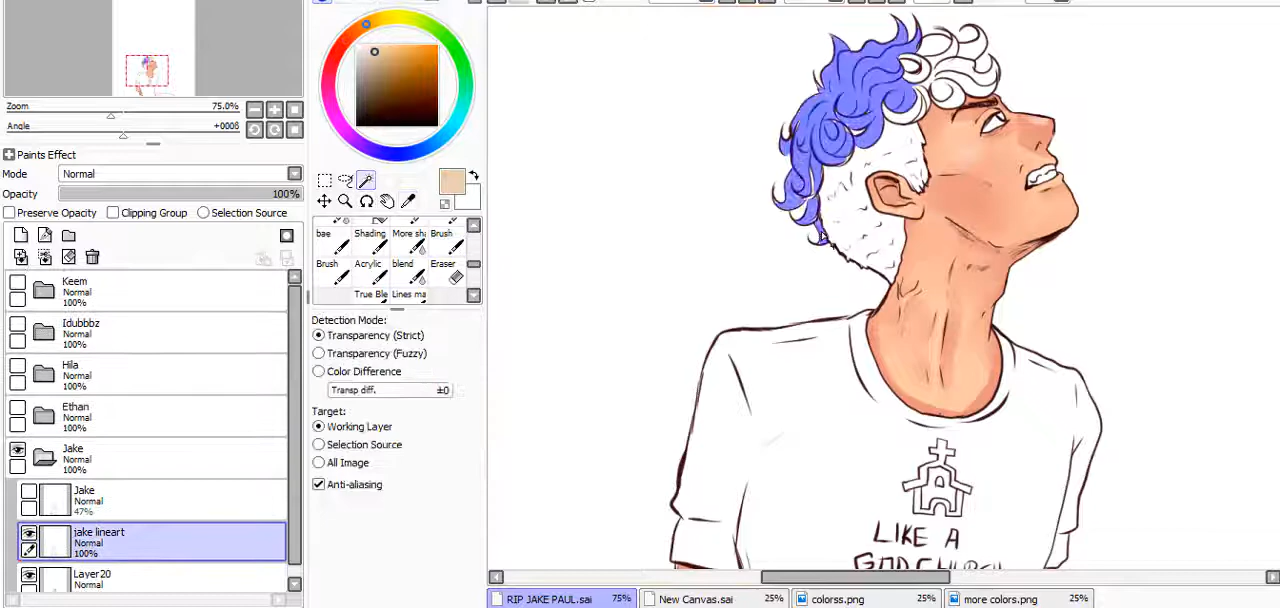 Zoom 75.0%
Angle +000ß
Paints Effect
Mode Normal
Opacity 100%
Preserve Opacity Clipping Group Selection Source
Keem
Normal
100%
Idubbbz
Normal
100%
Hila
Normal
100%
Ethan
Normal
100%
Jake
Normal
100%
Jake
Normal
47%
jake lineart
Normal
100%
Layer20
Normal
bae Shading More sha Brush
Brush Acrylic blend Eraser
True Ble Lines ma
Detection Mode:
Transparency (Strict)
Transparency (Fuzzy)
Color Difference
Transp diff. ±0
Target:
Working Layer
Selection Source
All Image
Anti-aliasing
LIKE A
GOD CHURCH
RIP JAKE PAUL.sai 75% New Canvas.sai 25% colorss.png 25% more colors.png 25%